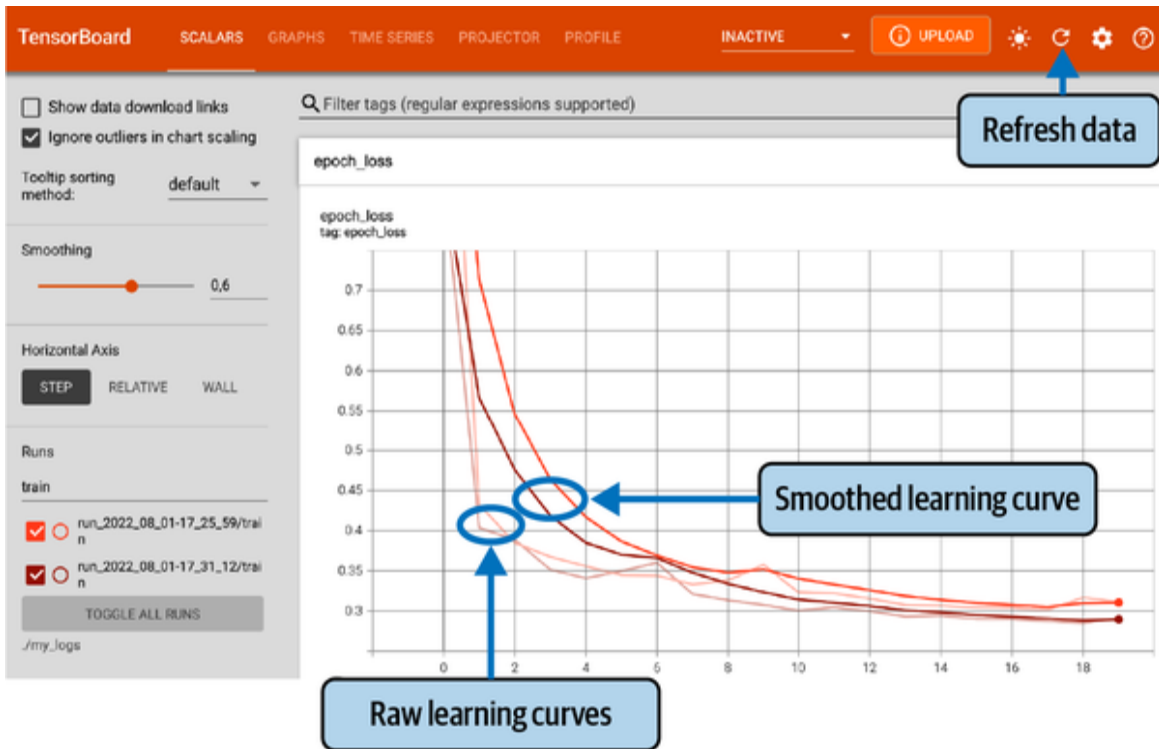 TensorBoard SCALARS GRAPHS TIME SERIES PROJECTOR PROFILE INACTIVE UPLOAD
Refresh data
Show data download links
Ignore outliers in chart scaling
Tooltip sorting
method:
default
Smoothing
0,6
Horizontal Axis
STEP RELATIVE WALL
Runs
train
run_2022_08_01-17_25_59/trai
n
run_2022_08_01-17_31_12/trai
n
TOGGLE ALL RUNS
./my_logs
Filter tags (regular expressions supported)
epoch_loss
epoch_loss
tag: epoch_loss
0.7
0.65
0.6
0.55
0.5
0.45
0.4
0.35
0.3
0 2 4 6 8 10 12 14 16 18
Smoothed learning curve
Raw learning curves